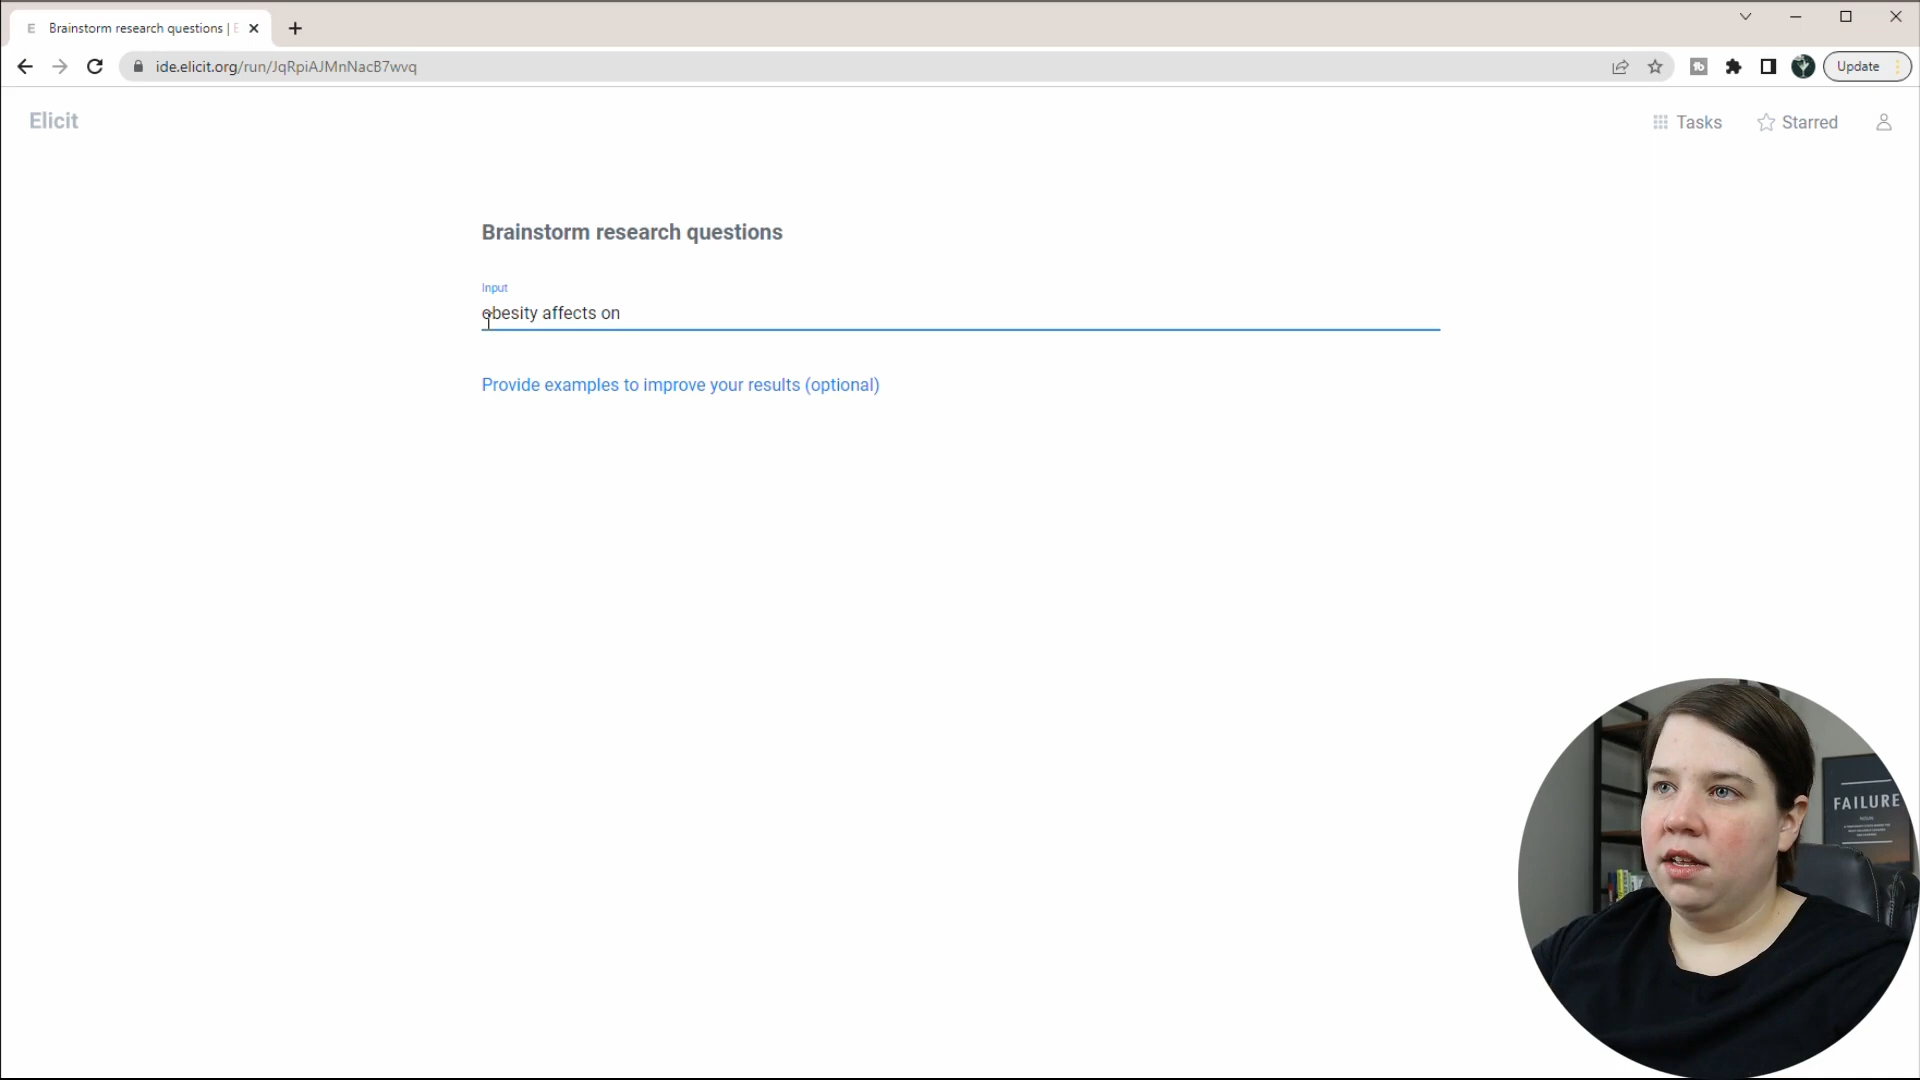 E Brainstorm research questions | E
ide.elicit.org/run/JqRpiAJMnNacB7wvq
Update
Elicit
Tasks
Starred
Brainstorm research questions
Input
obesity affects on
Provide examples to improve your results (optional)
FAILURE
NOUN